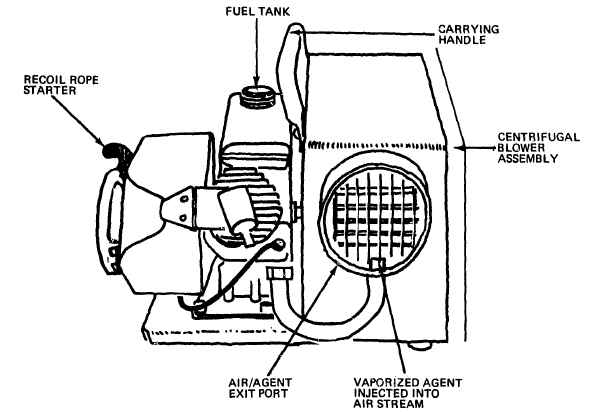 FUEL TANK
CARRYING
HANDLE
RECOIL ROPE
STARTER
CENTRIFUGAL
BLOWER
ASSEMBLY
AIR/AGENT
EXIT PORT
VAPORIZED AGENT
INJECTED INTO
AIR STREAM